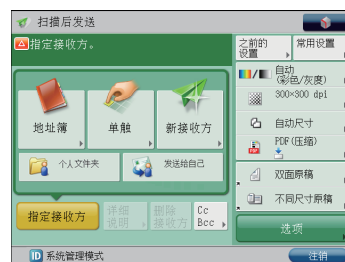 扫描后发送
指定接收方。
地址簿
单触
新接收方
个人文件夹
发送给自己
指定接收方
详细
说明
删除
接收方
Cc
Bcc
之前的
设置
常用设置
自动
(彩色/灰度)
300×300 dpi
自动尺寸
PDF(压缩)
双面原稿
不同尺寸原稿
选项
ID 系统管理模式
注销